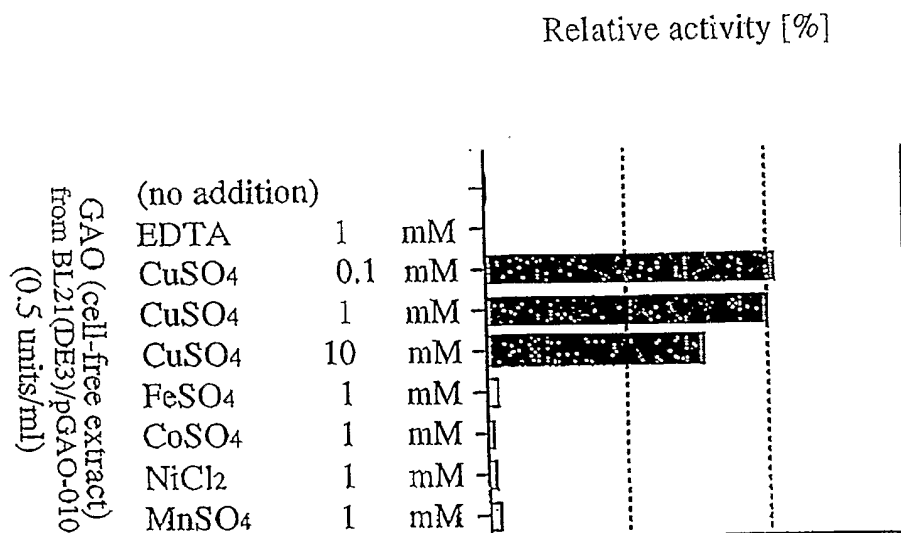 Relative activity [%]
GAO (cell-free extract)
from BL21(DE3)/pGAO-010
(0.5 units/ml)
(no addition)
EDTA 1 mM
CuSO4 0.1 mM
CuSO4 1 mM
CuSO4 10 mM
FeSO4 1 mM
CoSO4 1 mM
NiCl2 1 mM
MnSO4 1 mM